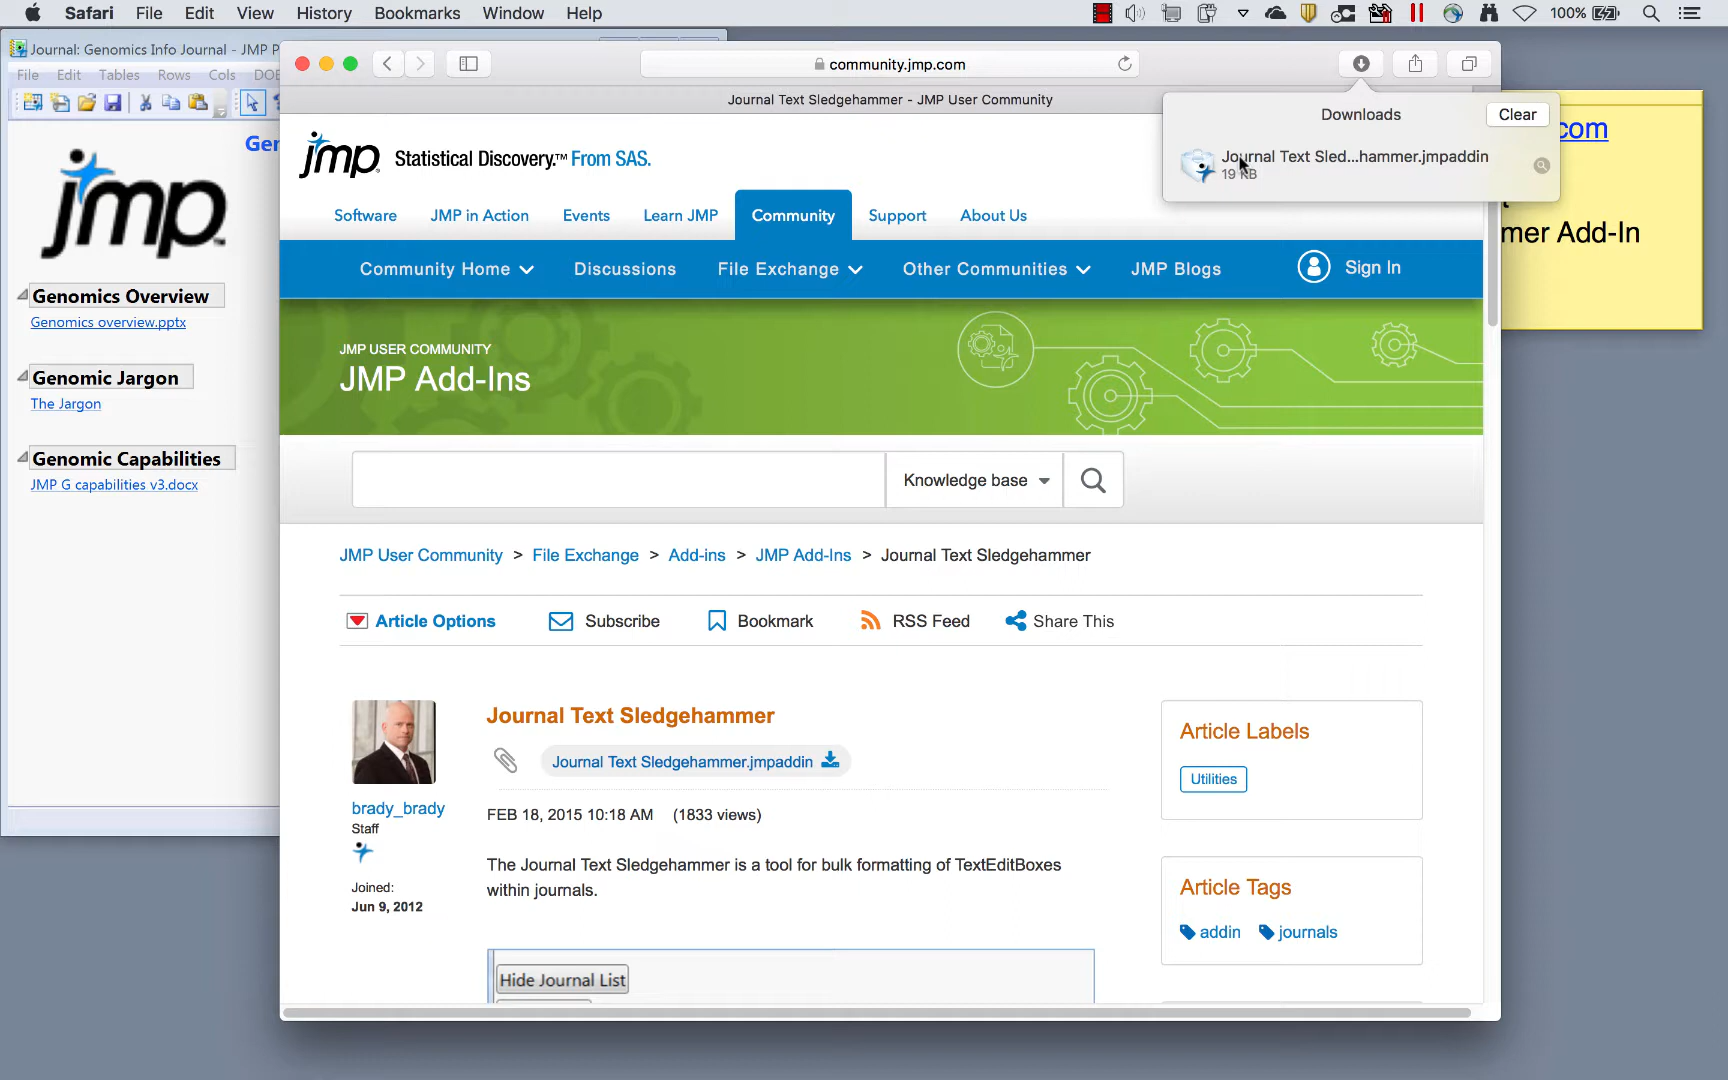 Safari File Edit View History Bookmarks Window Help 100%
Journal: Genomics Info Journal - JMP P
File Edit Tables Rows Cols DOE
jmp
Gen
Genomics Overview
Genomics overview.pptx
Genomic Jargon
The Jargon
Genomic Capabilities
JMP G capabilities v3.docx
community.jmp.com
Journal Text Sledgehammer - JMP User Community
Downloads Clear
Journal Text Sled...hammer.jmpaddin
19 KB
com
mer Add-In
jmp Statistical Discovery.™ From SAS.
Software JMP in Action Events Learn JMP Community Support About Us
Community Home Discussions File Exchange Other Communities JMP Blogs Sign In
JMP USER COMMUNITY
JMP Add-Ins
Knowledge base
JMP User Community > File Exchange > Add-ins > JMP Add-Ins > Journal Text Sledgehammer
Article Options Subscribe Bookmark RSS Feed Share This
Journal Text Sledgehammer
Journal Text Sledgehammer.jmpaddin
brady_brady
Staff
Joined:
Jun 9, 2012
FEB 18, 2015 10:18 AM (1833 views)
The Journal Text Sledgehammer is a tool for bulk formatting of TextEditBoxes
within journals.
Hide Journal List
Article Labels
Utilities
Article Tags
addin journals